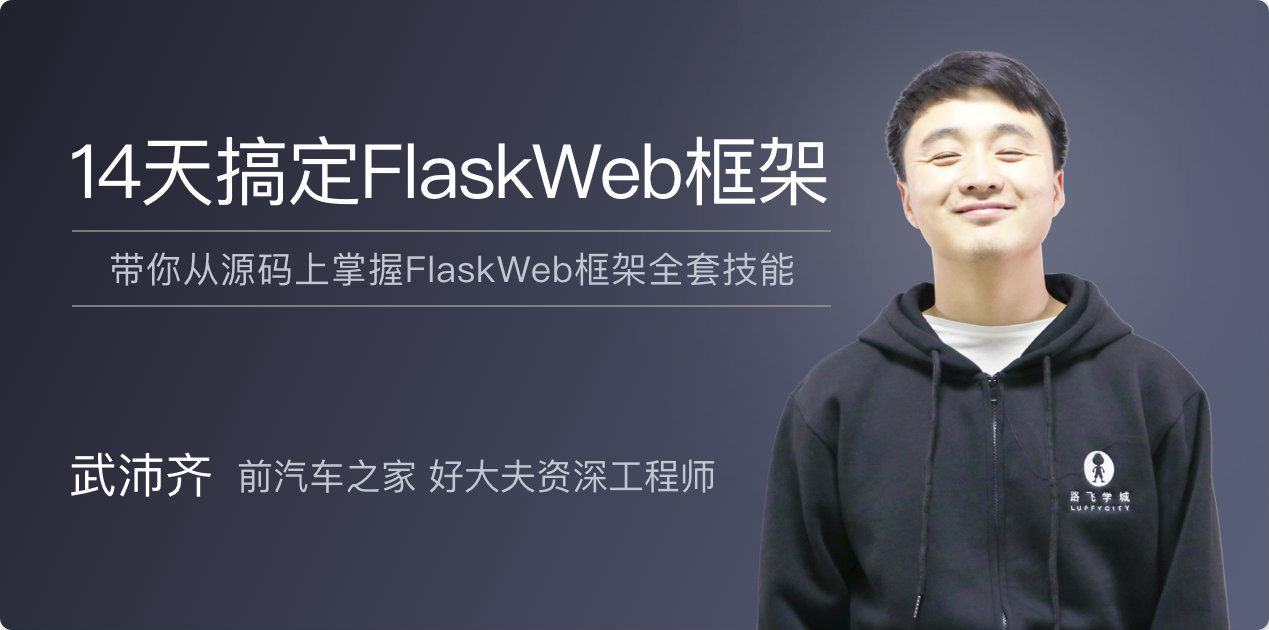 14天搞定FlaskWeb框架
带你从源码上掌握FlaskWeb框架全套技能
武沛齐 前汽车之家 好大夫资深工程师
路飞学城
LUFFYCITY